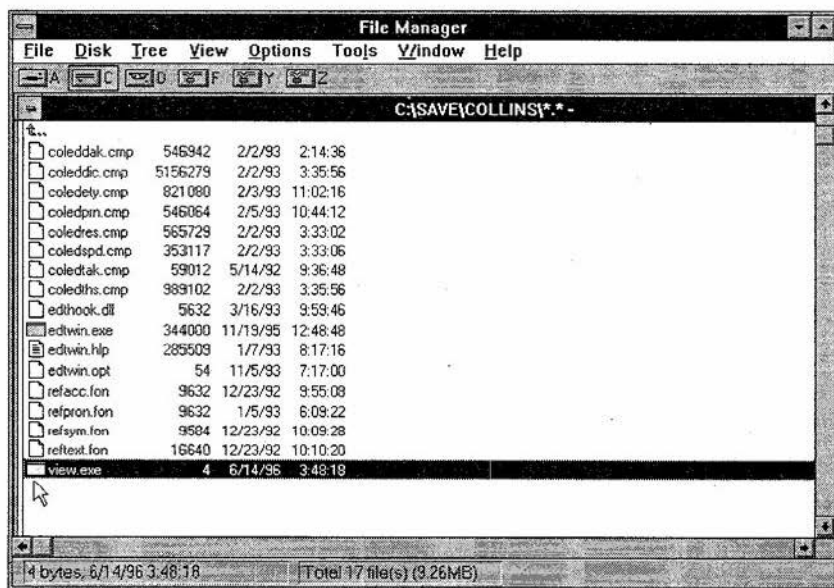 File Manager
File Disk Tree View Options Tools Window Help
A C D F Y Z
C:\SAVE\COLLINS\*.* -
..
coleddak.cmp 546942 2/2/93 2:14:36
coleddic.cmp 5156279 2/2/93 3:35:56
coledety.cmp 821080 2/3/93 11:02:16
coledprn.cmp 546064 2/5/93 10:44:12
coledres.cmp 565729 2/2/93 3:33:02
coledspd.cmp 353117 2/2/93 3:33:06
coledtak.cmp 59012 5/14/92 9:36:48
coledths.cmp 989102 2/2/93 3:35:56
edthook.dll 5632 3/16/93 9:59:46
edtwin.exe 344000 11/19/95 12:48:48
edtwin.hlp 285509 1/7/93 8:17:16
edtwin.opt 54 11/5/93 7:17:00
refacc.fon 9632 12/23/92 9:55:08
refpron.fon 9632 1/5/93 6:09:22
refsym.fon 9584 12/23/92 10:09:28
reftext.fon 16640 12/23/92 10:10:20
view.exe 4 6/14/96 3:48:18
4 bytes, 6/14/96 3:48:18 Total 17 file(s) (9.26MB)